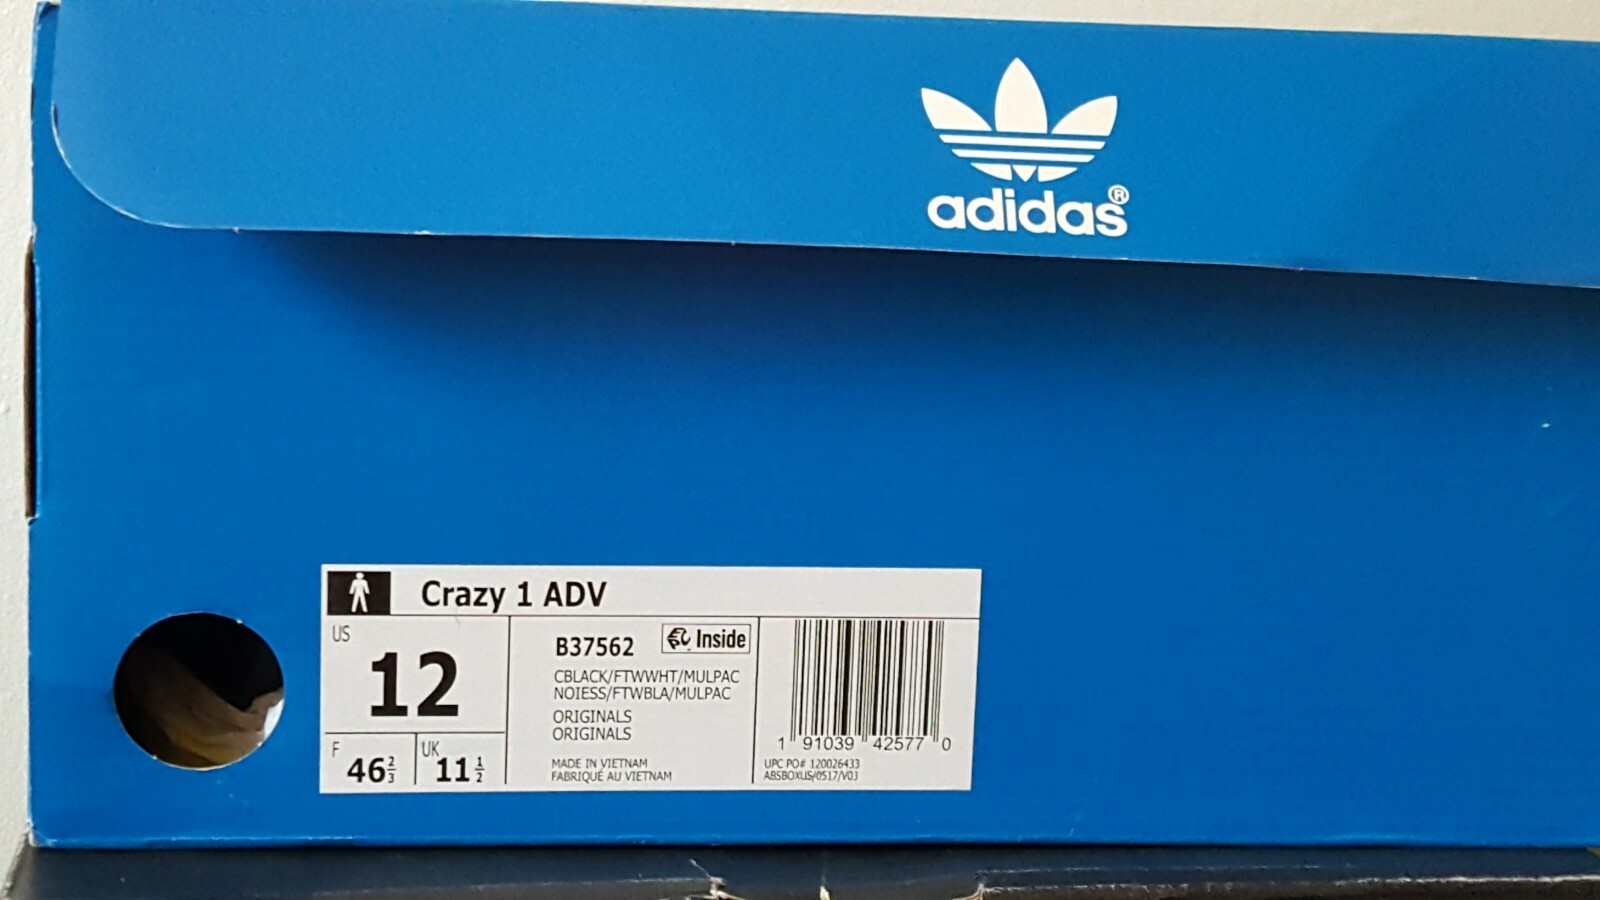 adidas®
Crazy 1 ADV
US
12
F
46 2/3
UK
11 1/2
B37562
Inside
CBLACK/FTWWHT/MULPAC
NOIESS/FTWBLA/MULPAC
ORIGINALS
ORIGINALS
MADE IN VIETNAM
FABRIQUÉ AU VIETNAM
1 91039 42577 0
UPC PO# 120026433
ABSBOXUS/0517/V03